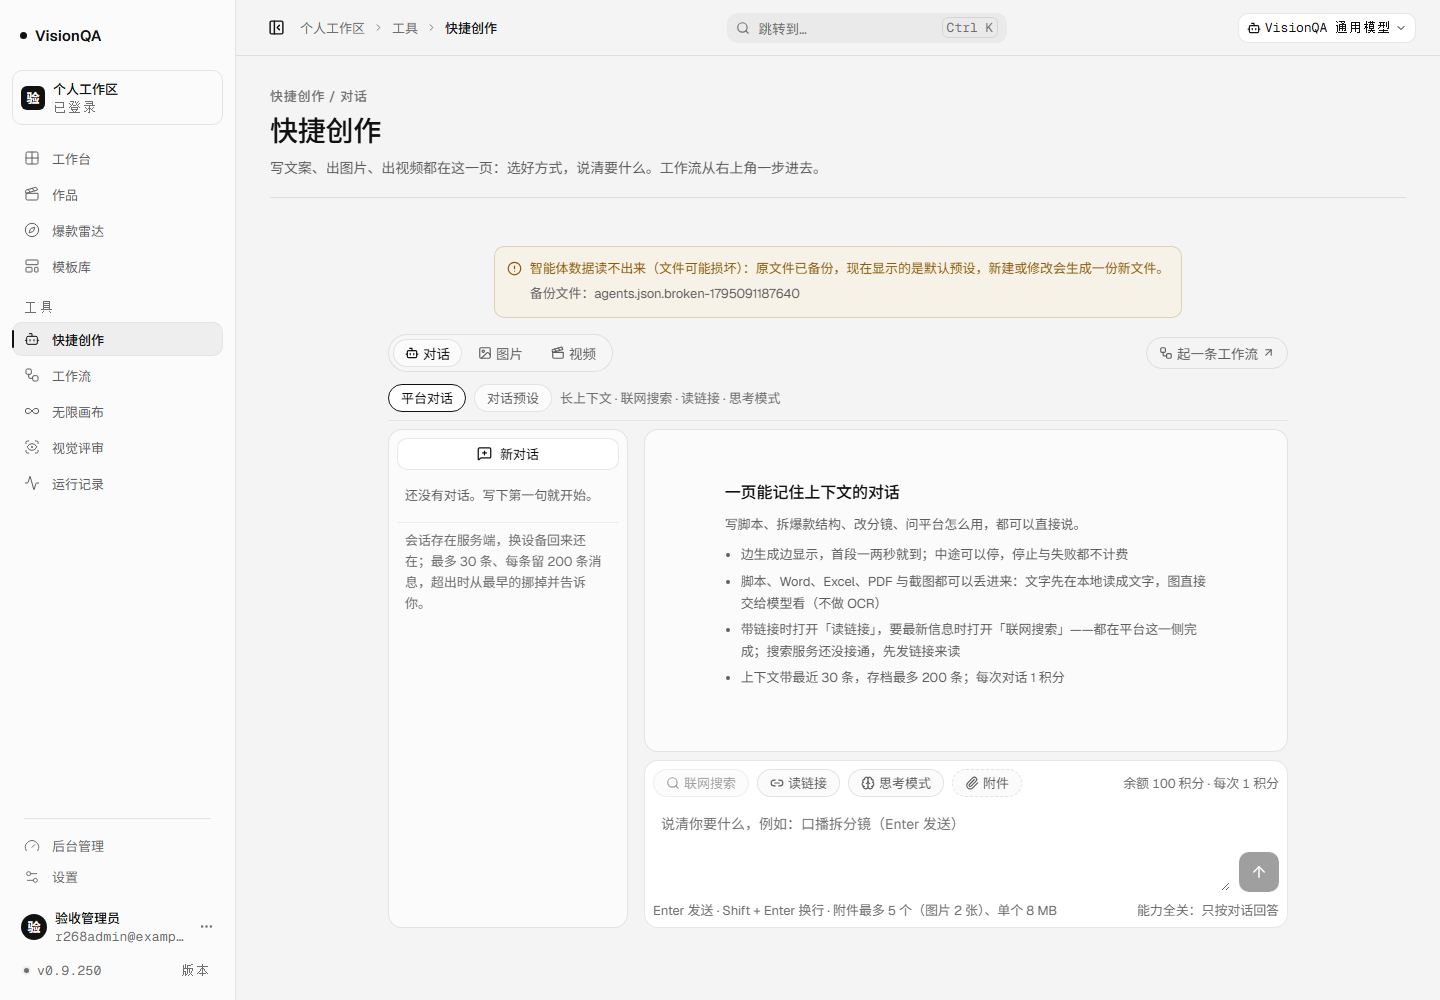 VisionQA
验
个人工作区
已登录
工作台
作品
爆款雷达
模板库
工具
快捷创作
工作流
无限画布
视觉评审
运行记录
后台管理
设置
验
验收管理员
r268admin@examp…
v0.9.250
版本
个人工作区
工具
快捷创作
跳转到…
Ctrl K
VisionQA 通用模型
快捷创作 / 对话
快捷创作
写文案、出图片、出视频都在这一页：选好方式，说清要什么。工作流从右上角一步进去。
智能体数据读不出来（文件可能损坏）：原文件已备份，现在显示的是默认预设，新建或修改会生成一份新文件。
备份文件：agents.json.broken-1795091187640
对话
图片
视频
起一条工作流
平台对话
对话预设
长上下文 · 联网搜索 · 读链接 · 思考模式
新对话
还没有对话。写下第一句就开始。
会话存在服务端，换设备回来还
在；最多 30 条、每条留 200 条消
息，超出时从最早的挪掉并告诉
你。
一页能记住上下文的对话
写脚本、拆爆款结构、改分镜、问平台怎么用，都可以直接说。
• 边生成边显示，首段一两秒就到；中途可以停，停止与失败都不计费
• 脚本、Word、Excel、PDF 与截图都可以丢进来：文字先在本地读成文字，图直接
交给模型看（不做 OCR）
• 带链接时打开「读链接」，要最新信息时打开「联网搜索」——都在平台这一侧完
成；搜索服务还没接通，先发链接来读
• 上下文带最近 30 条，存档最多 200 条；每次对话 1 积分
联网搜索
读链接
思考模式
附件
余额 100 积分 · 每次 1 积分
说清你要什么，例如：口播拆分镜（Enter 发送）
Enter 发送 · Shift + Enter 换行 · 附件最多 5 个（图片 2 张）、单个 8 MB
能力全关：只按对话回答